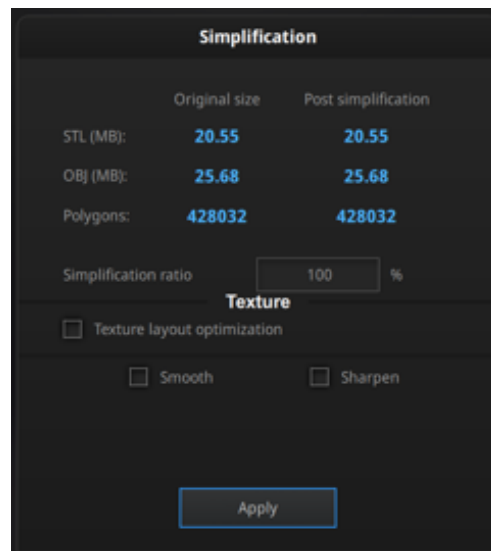 Simplification
Original size Post simplification
STL (MB): 20.55 20.55
OBJ (MB): 25.68 25.68
Polygons: 428032 428032
Simplification ratio 100 %
Texture
Texture layout optimization
Smooth Sharpen
Apply